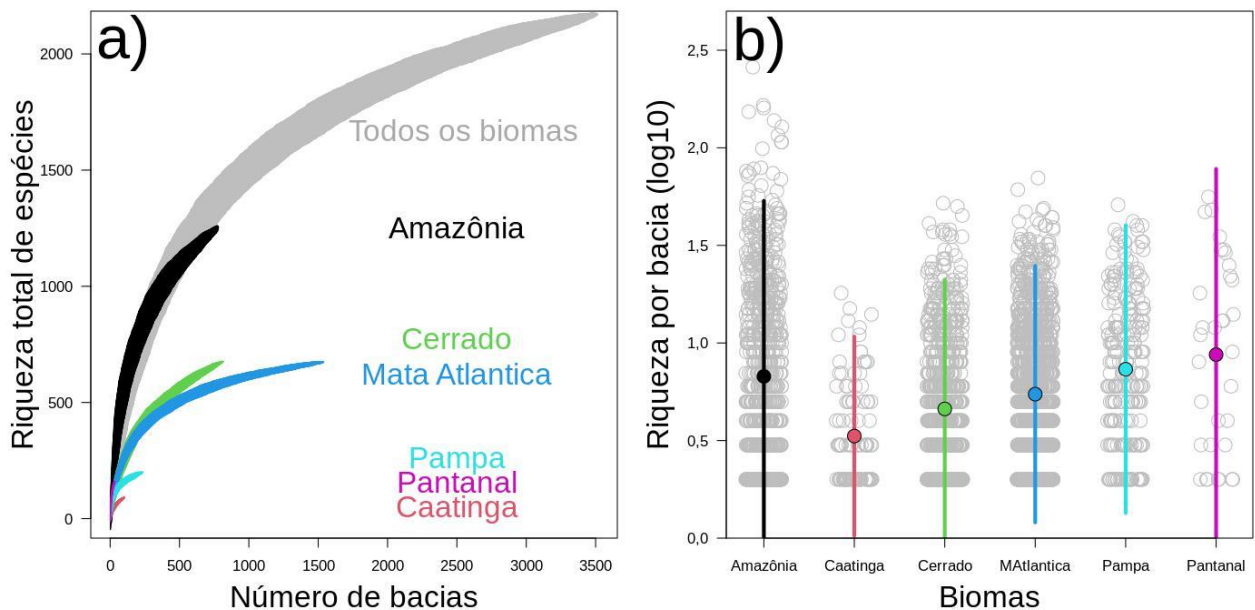 a)
Riqueza total de espécies
2000
1500
1000
500
0
Todos os biomas
Amazônia
Cerrado
Mata Atlantica
Pampa
Pantanal
Caatinga
0 500 1000 1500 2000 2500 3000 3500
Número de bacias
b)
Riqueza por bacia (log10)
2,5
2,0
1,5
1,0
0,5
0,0
Amazônia Caatinga Cerrado MAtlantica Pampa Pantanal
Biomas